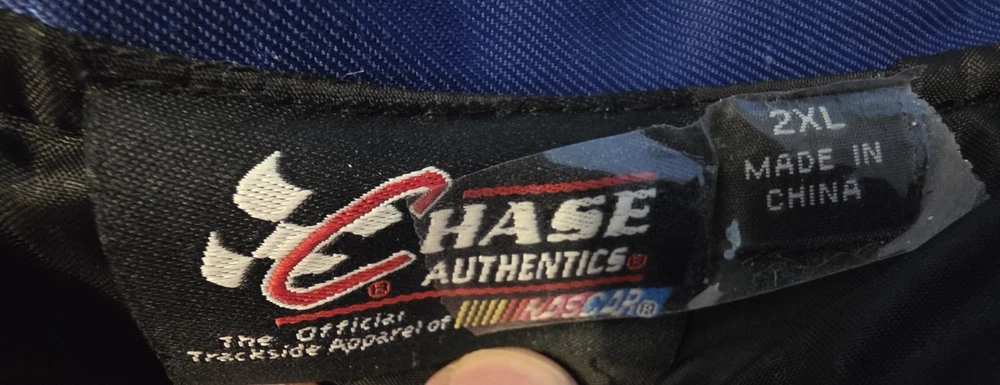 CHASE
AUTHENTICS®
®
The Official
Trackside Apparel of NASCAR®
2XL
MADE IN
CHINA